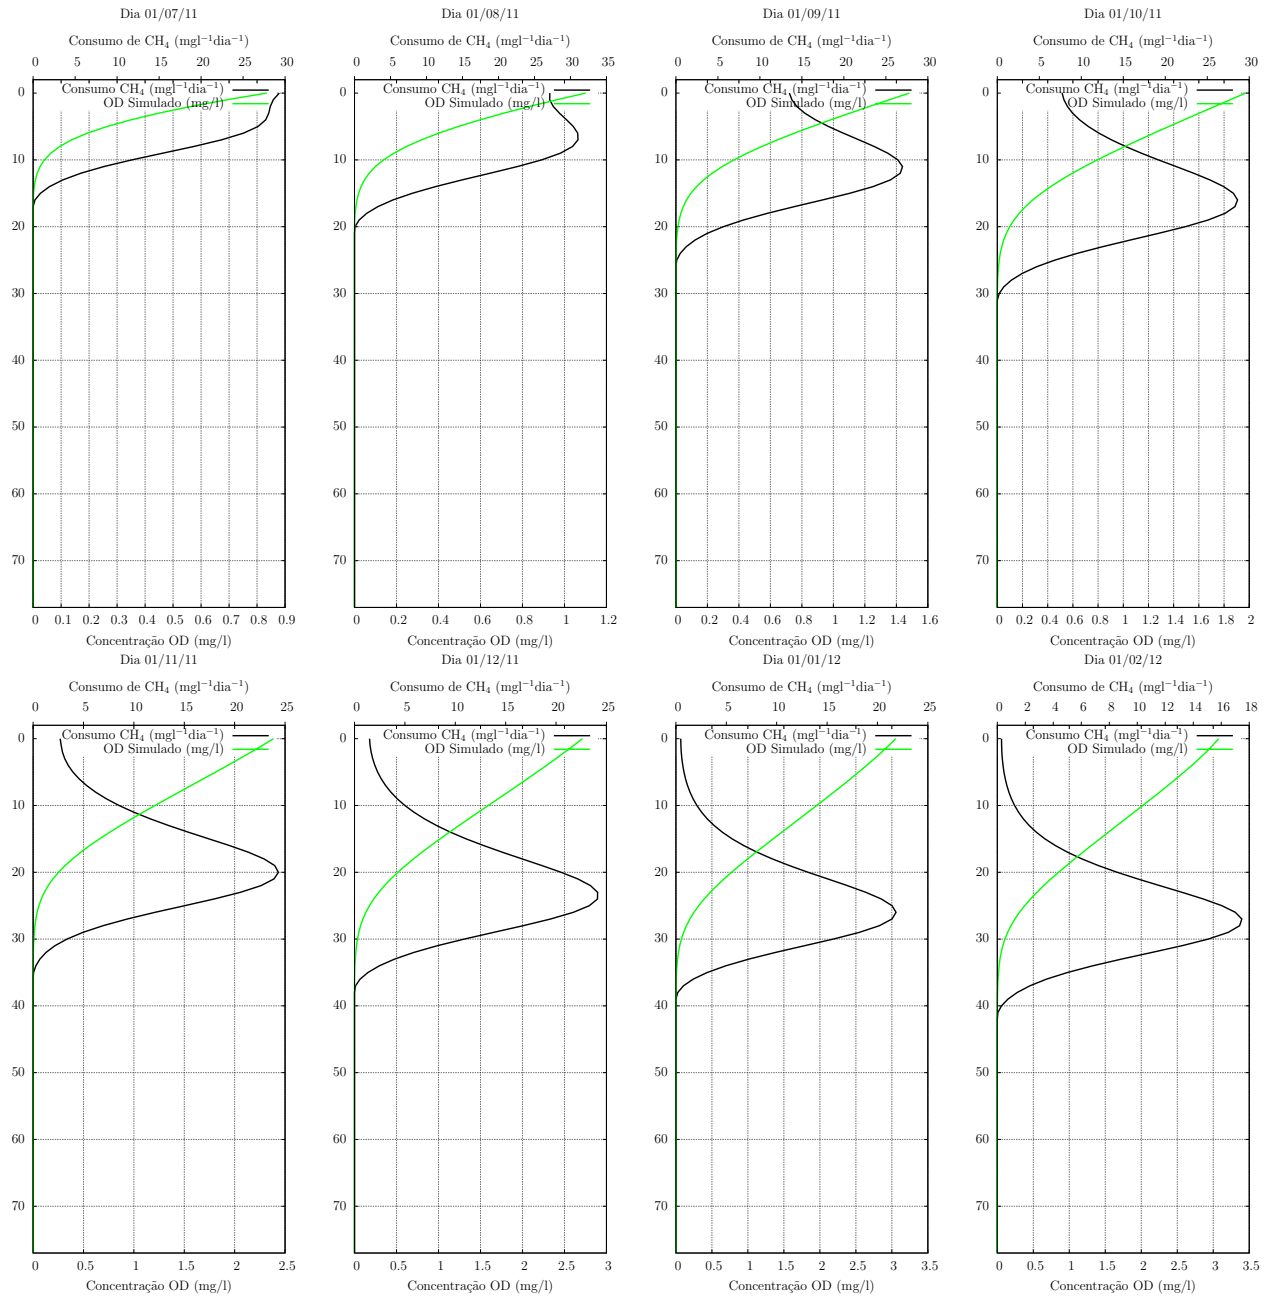 Dia 01/07/11
Consumo de CH₄ (mgl⁻¹dia⁻¹)
0 5 10 15 20 25 30
Consumo CH₄ (mgl⁻¹dia⁻¹)
OD Simulado (mg/l)
0
10
20
30
40
50
60
70
0 0.1 0.2 0.3 0.4 0.5 0.6 0.7 0.8 0.9
Concentração OD (mg/l)
Dia 01/08/11
Consumo de CH₄ (mgl⁻¹dia⁻¹)
0 5 10 15 20 25 30 35
Consumo CH₄ (mgl⁻¹dia⁻¹)
OD Simulado (mg/l)
0
10
20
30
40
50
60
70
0 0.2 0.4 0.6 0.8 1 1.2
Concentração OD (mg/l)
Dia 01/09/11
Consumo de CH₄ (mgl⁻¹dia⁻¹)
0 5 10 15 20 25 30
Consumo CH₄ (mgl⁻¹dia⁻¹)
OD Simulado (mg/l)
0
10
20
30
40
50
60
70
0 0.2 0.4 0.6 0.8 1 1.2 1.4 1.6
Concentração OD (mg/l)
Dia 01/10/11
Consumo de CH₄ (mgl⁻¹dia⁻¹)
0 5 10 15 20 25 30
Consumo CH₄ (mgl⁻¹dia⁻¹)
OD Simulado (mg/l)
0
10
20
30
40
50
60
70
0 0.2 0.4 0.6 0.8 1 1.2 1.4 1.6 1.8 2
Concentração OD (mg/l)
Dia 01/11/11
Consumo de CH₄ (mgl⁻¹dia⁻¹)
0 5 10 15 20 25
Consumo CH₄ (mgl⁻¹dia⁻¹)
OD Simulado (mg/l)
0
10
20
30
40
50
60
70
0 0.5 1 1.5 2 2.5
Concentração OD (mg/l)
Dia 01/12/11
Consumo de CH₄ (mgl⁻¹dia⁻¹)
0 5 10 15 20 25
Consumo CH₄ (mgl⁻¹dia⁻¹)
OD Simulado (mg/l)
0
10
20
30
40
50
60
70
0 0.5 1 1.5 2 2.5 3
Concentração OD (mg/l)
Dia 01/01/12
Consumo de CH₄ (mgl⁻¹dia⁻¹)
0 5 10 15 20 25
Consumo CH₄ (mgl⁻¹dia⁻¹)
OD Simulado (mg/l)
0
10
20
30
40
50
60
70
0 0.5 1 1.5 2 2.5 3 3.5
Concentração OD (mg/l)
Dia 01/02/12
Consumo de CH₄ (mgl⁻¹dia⁻¹)
0 2 4 6 8 10 12 14 16 18
Consumo CH₄ (mgl⁻¹dia⁻¹)
OD Simulado (mg/l)
0
10
20
30
40
50
60
70
0 0.5 1 1.5 2 2.5 3 3.5
Concentração OD (mg/l)